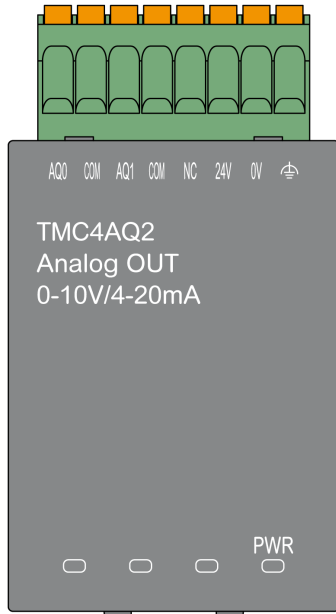 AQ0 COM AQ1 COM NC 24V 0V
TMC4AQ2
Analog OUT
0-10V/4-20mA
PWR